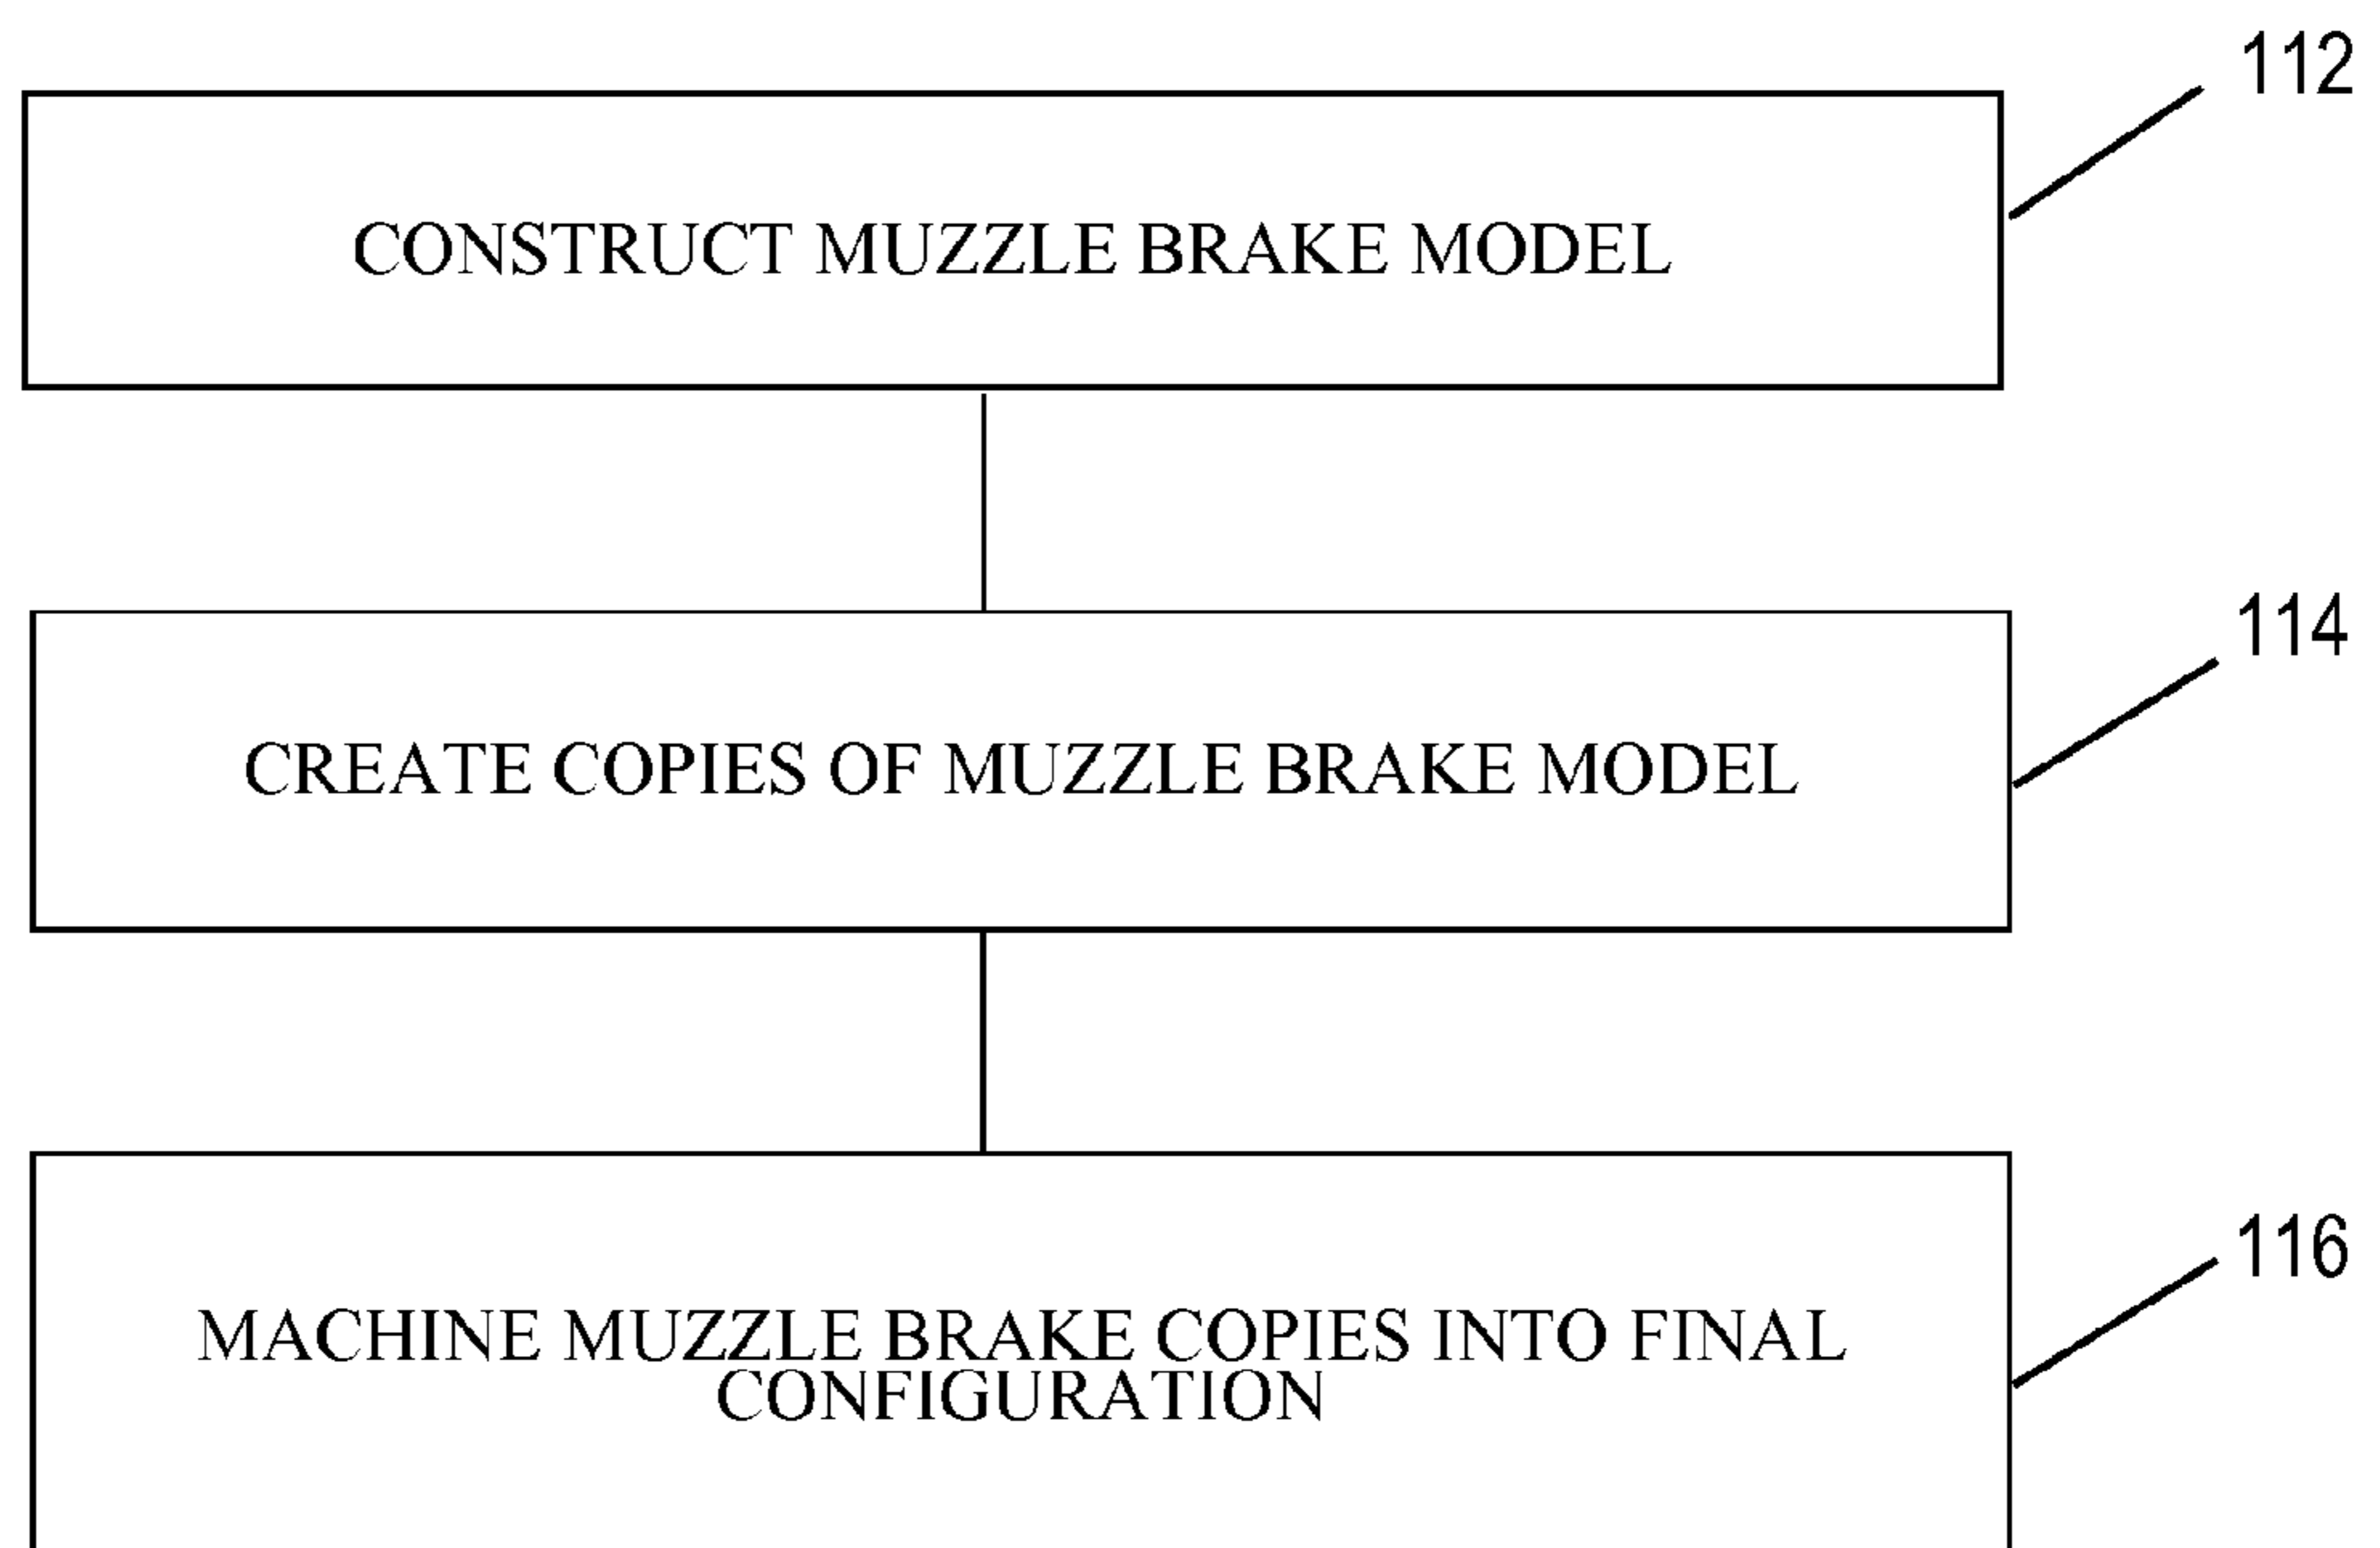 112
CONSTRUCT MUZZLE BRAKE MODEL
114
CREATE COPIES OF MUZZLE BRAKE MODEL
116
MACHINE MUZZLE BRAKE COPIES INTO FINAL
CONFIGURATION